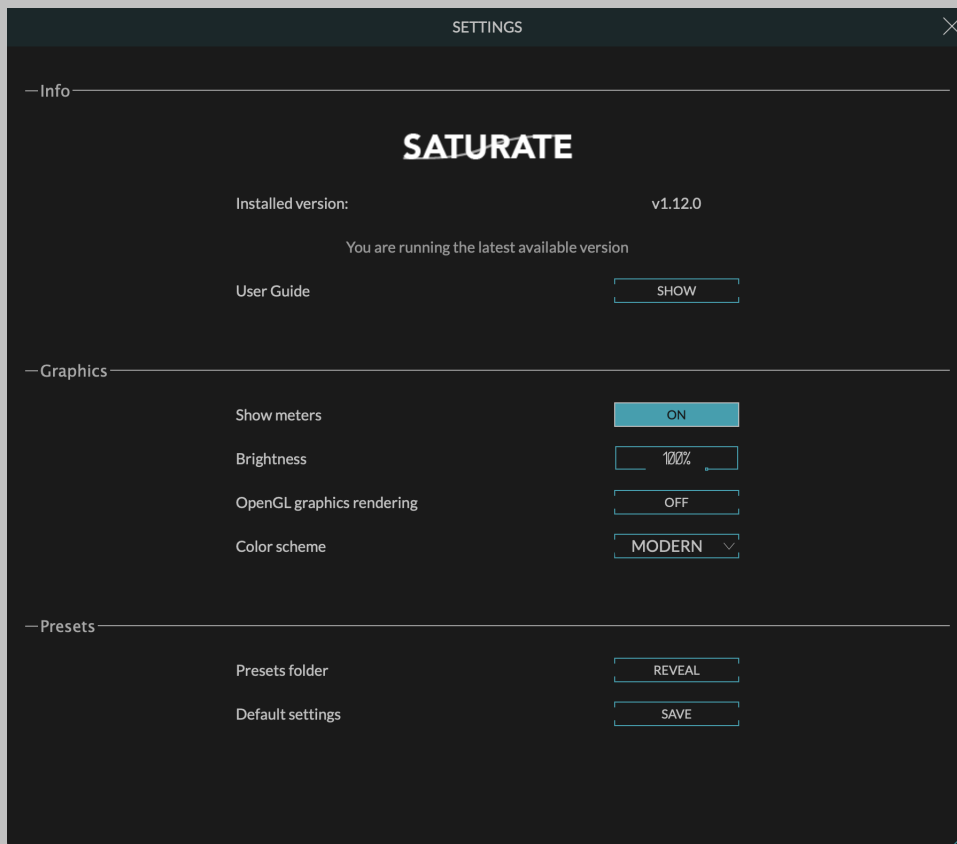 SETTINGS
Info
SATURATE
Installed version: v1.12.0
You are running the latest available version
User Guide SHOW
Graphics
Show meters ON
Brightness 100%
OpenGL graphics rendering OFF
Color scheme MODERN
Presets
Presets folder REVEAL
Default settings SAVE